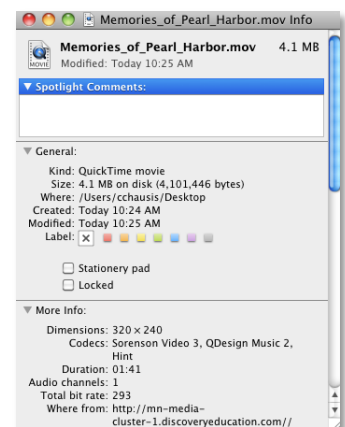 Memories_of_Pearl_Harbor.mov Info
Memories_of_Pearl_Harbor.mov 4.1 MB
Modified: Today 10:25 AM
MOVIE
Spotlight Comments:
General:
Kind: QuickTime movie
Size: 4.1 MB on disk (4,101,446 bytes)
Where: /Users/cchausis/Desktop
Created: Today 10:24 AM
Modified: Today 10:25 AM
Label:
Stationery pad
Locked
More Info:
Dimensions: 320 × 240
Codecs: Sorenson Video 3, QDesign Music 2,
Hint
Duration: 01:41
Audio channels: 1
Total bit rate: 293
Where from: http://mn-media-
cluster-1.discoveryeducation.com//